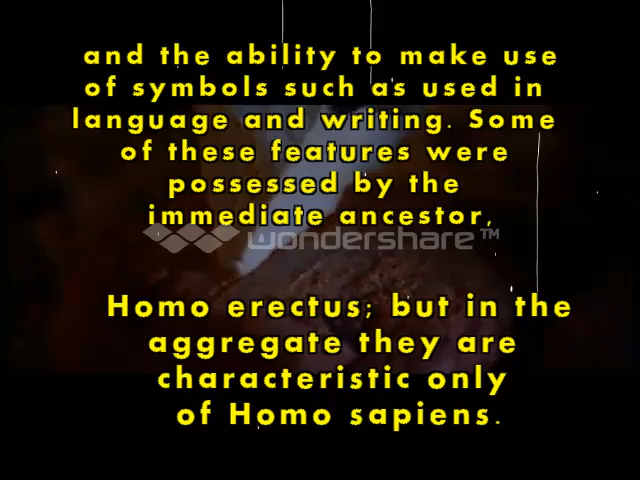 and the ability to make use
of symbols such as used in
language and writing. Some
of these features were
possessed by the
immediate ancestor,
wondershare™
Homo erectus; but in the
aggregate they are
characteristic only
of Homo sapiens.